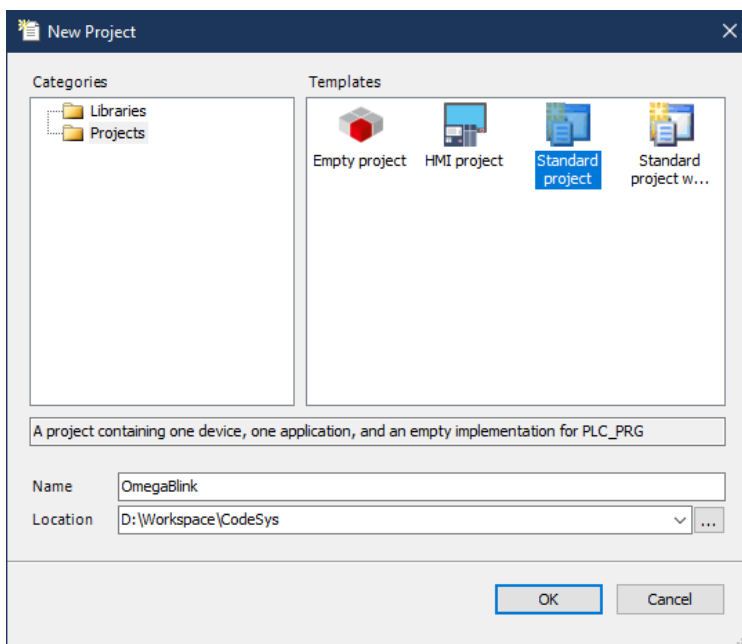 New Project
Categories
Templates
Libraries
Projects
Empty project
HMI project
Standard
project
Standard
project w...
A project containing one device, one application, and an empty implementation for PLC_PRG
Name
OmegaBlink
Location
D:\Workspace\CodeSys
...
OK
Cancel